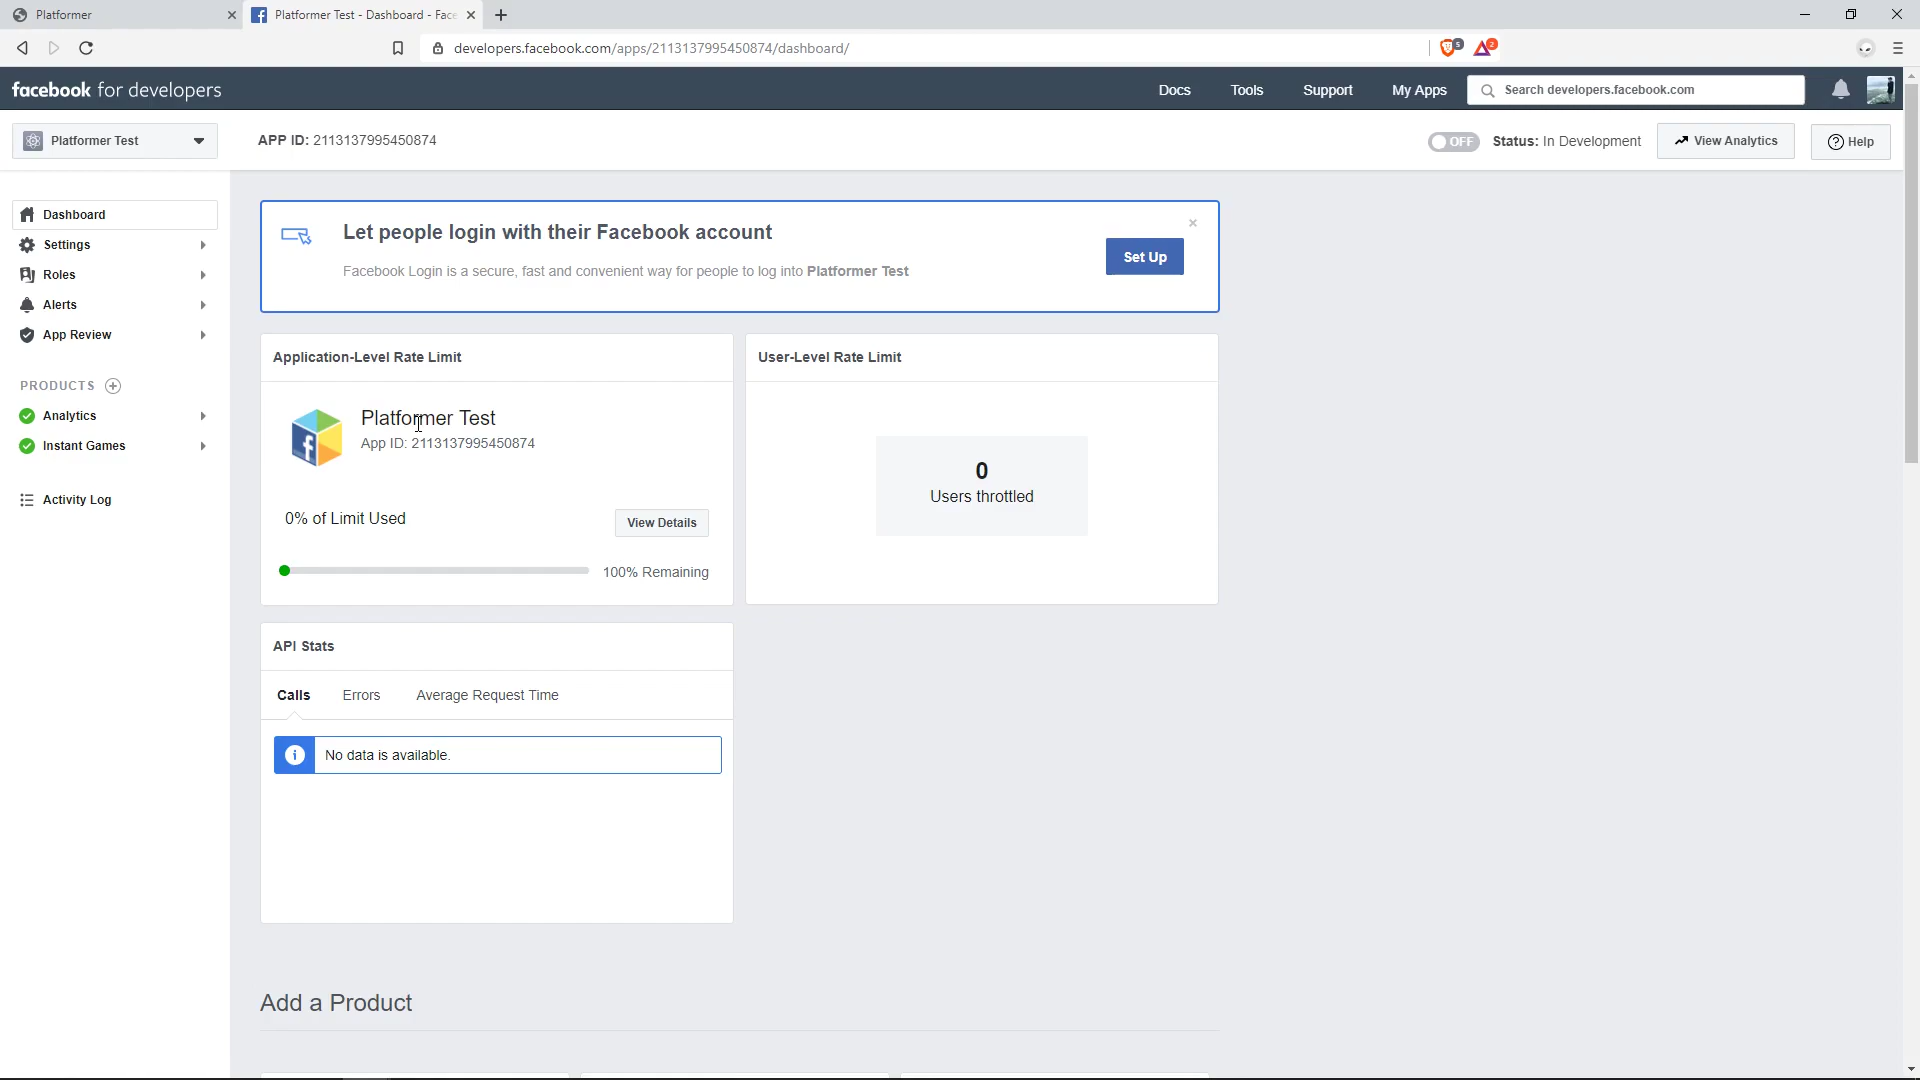 Platformer
Platformer Test - Dashboard - Face
developers.facebook.com/apps/2113137995450874/dashboard/
5
2
facebook for developers
Docs
Tools
Support
My Apps
Search developers.facebook.com
Platformer Test
APP ID: 2113137995450874
OFF
Status: In Development
View Analytics
Help
Dashboard
Settings
Roles
Alerts
App Review
PRODUCTS
Analytics
Instant Games
Activity Log
Let people login with their Facebook account
Facebook Login is a secure, fast and convenient way for people to log into Platformer Test
Set Up
Application-Level Rate Limit
Platformer Test
App ID: 2113137995450874
0% of Limit Used
View Details
100% Remaining
User-Level Rate Limit
0
Users throttled
API Stats
Calls
Errors
Average Request Time
No data is available.
Add a Product